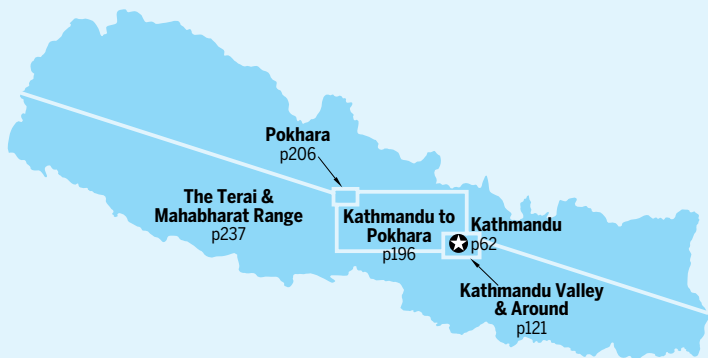 Pokhara
p206
The Terai &
Mahabharat Range
p237
Kathmandu to
Pokhara
p196
Kathmandu
p62
Kathmandu Valley
& Around
p121